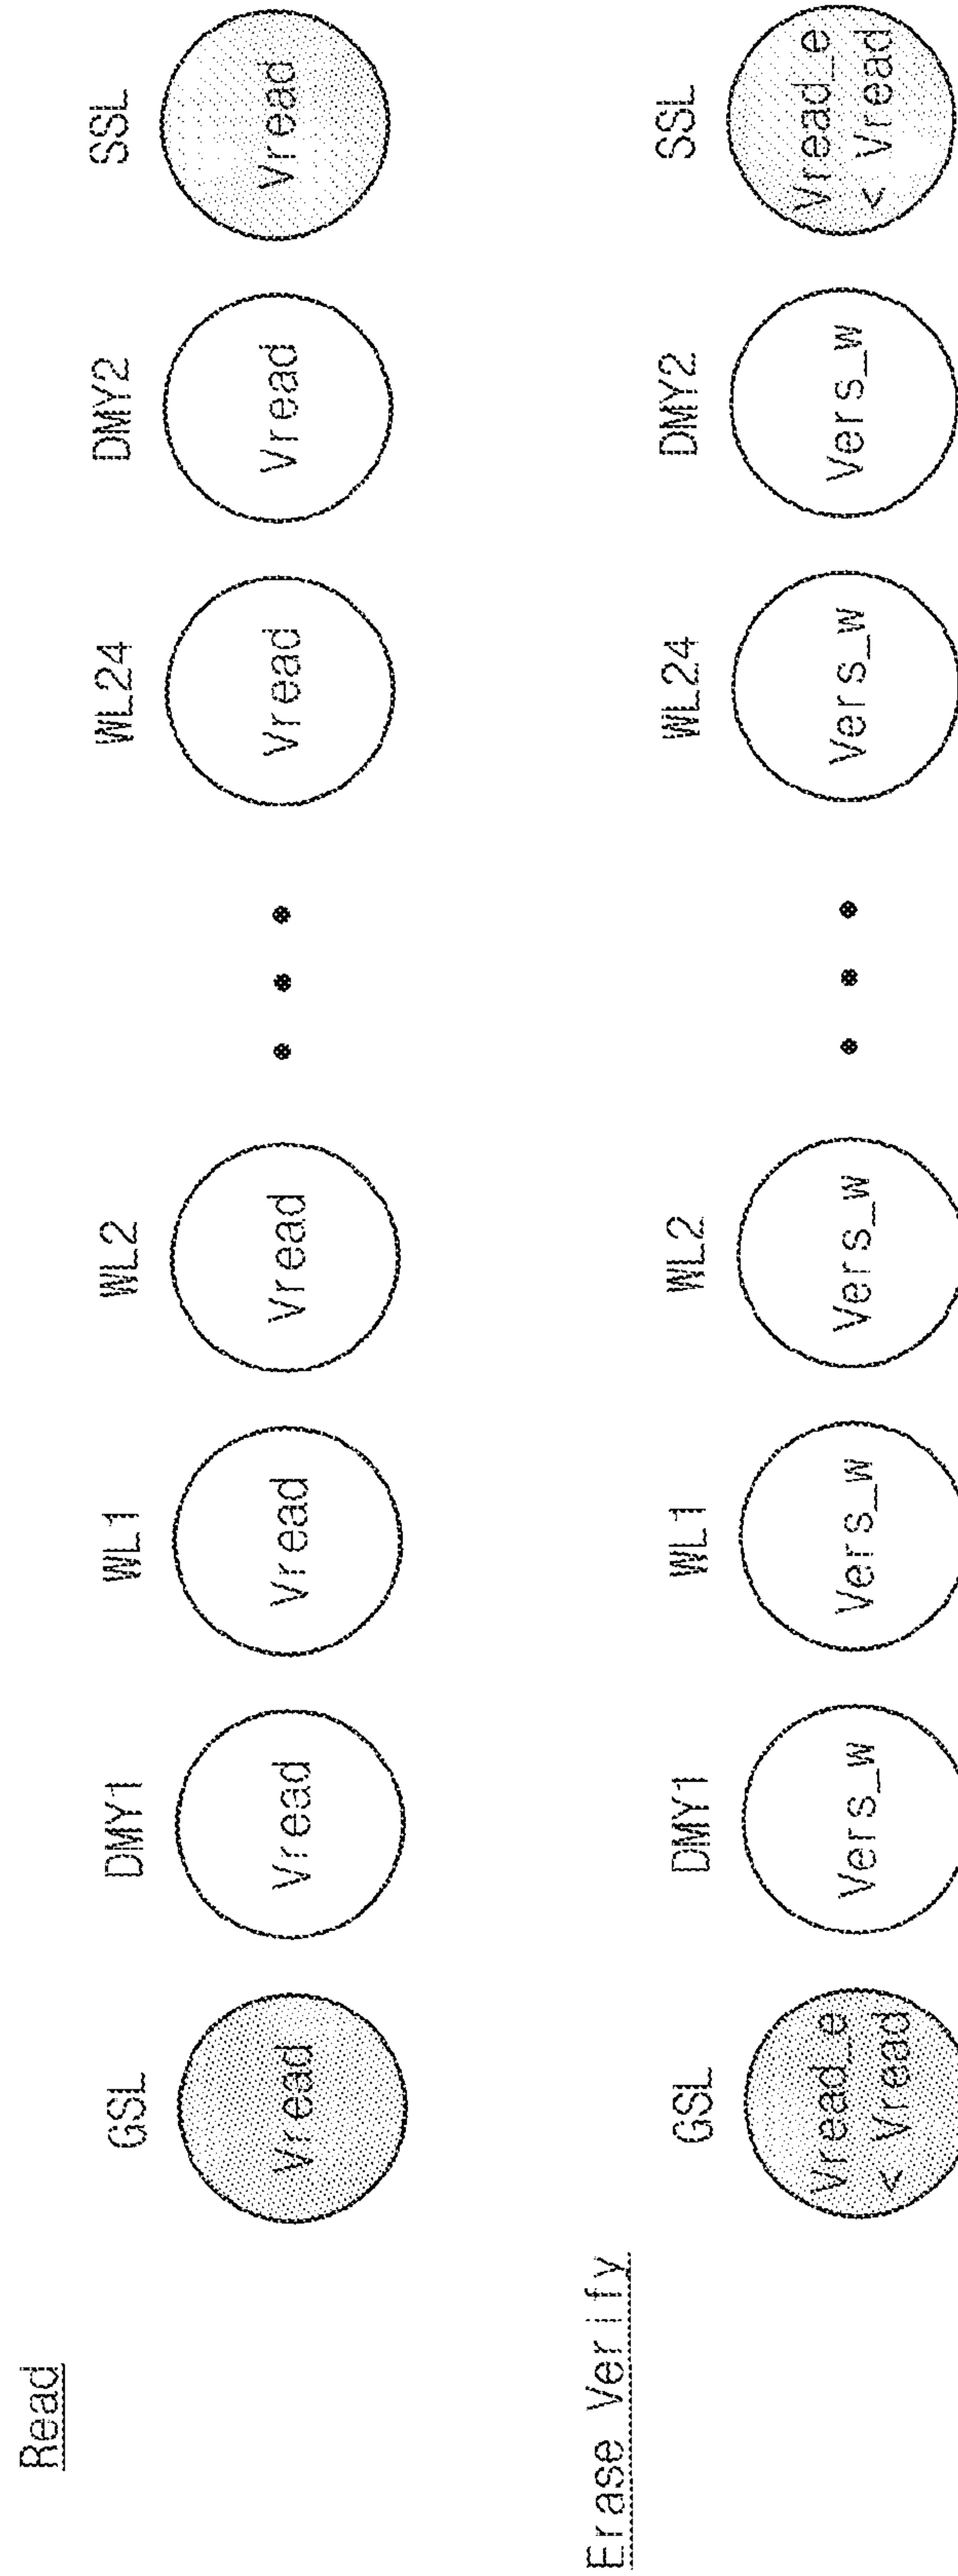 Read
GSL DMY1 WL1 WL2 WL24 DMY2 SSL
Vread Vread Vread Vread Vread Vread Vread
Erase Verify
GSL DMY1 WL1 WL2 WL24 DMY2 SSL
Vread_e Vers_w Vers_w Vers_w Vers_w Vers_w Vread_e
< Vread < Vread